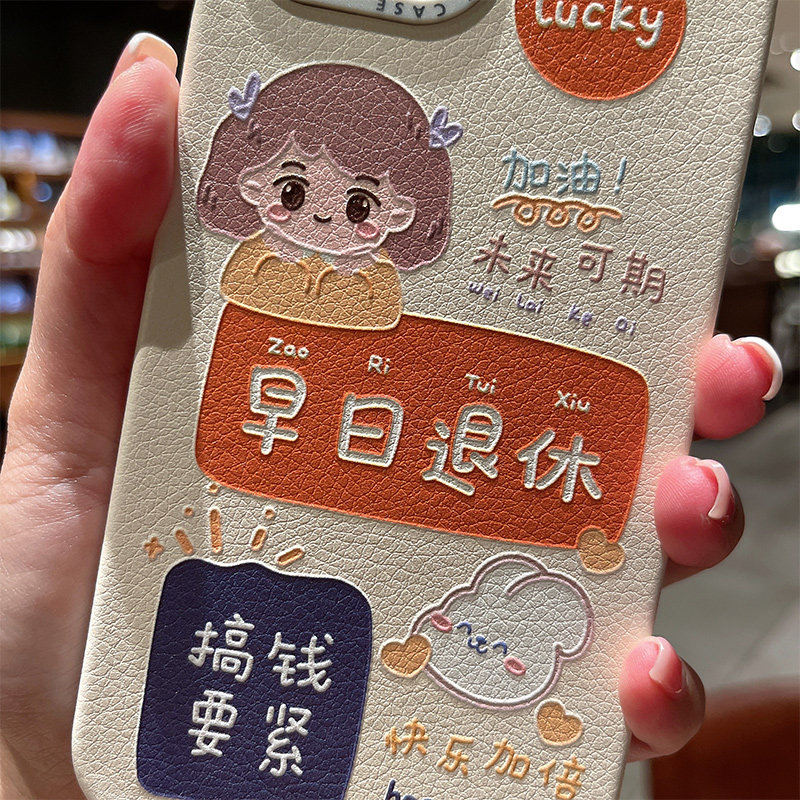 CASE
lucky
加油!
未来可期
wei lai ke qi
Zao Ri Tui Xiu
早日退休
搞钱
要紧
快乐加倍